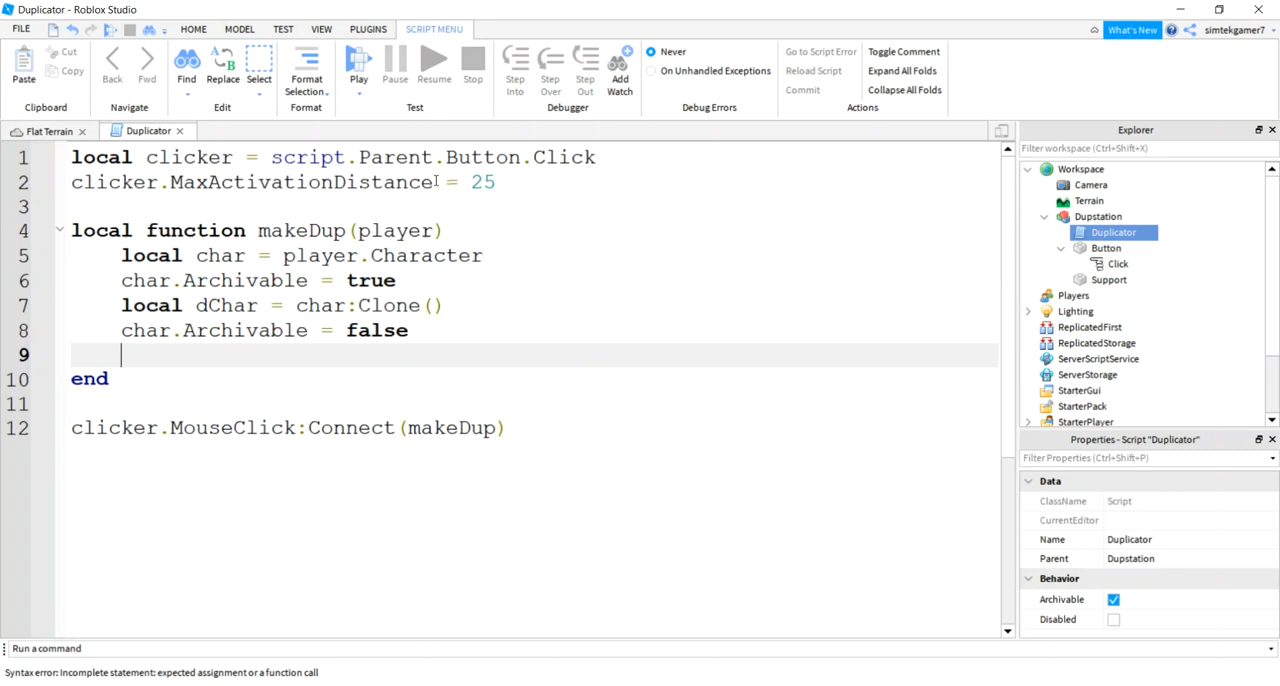 Duplicator - Roblox Studio
FILE HOME MODEL TEST VIEW PLUGINS SCRIPT MENU What's New simtekgamer7
Paste Cut Copy Back Fwd Find Replace Select Format Selection Play Pause Resume Stop Step Into Step Over Step Out Add Watch Never On Unhandled Exceptions Go to Script Error Reload Script Commit Toggle Comment Expand All Folds Collapse All Folds
Clipboard Navigate Edit Format Test Debugger Debug Errors Actions
Flat Terrain Duplicator
1 local clicker = script.Parent.Button.Click
2 clicker.MaxActivationDistance = 25
3
4 local function makeDup(player)
5 local char = player.Character
6 char.Archivable = true
7 local dChar = char:Clone()
8 char.Archivable = false
9
10 end
11
12 clicker.MouseClick:Connect(makeDup)
Explorer
Filter workspace (Ctrl+Shift+X)
Workspace
Camera
Terrain
Dupstation
Duplicator
Button
Click
Support
Players
Lighting
ReplicatedFirst
ReplicatedStorage
ServerScriptService
ServerStorage
StarterGui
StarterPack
StarterPlayer
Properties - Script "Duplicator"
Filter Properties (Ctrl+Shift+P)
Data
ClassName Script
CurrentEditor
Name Duplicator
Parent Dupstation
Behavior
Archivable
Disabled
Run a command
Syntax error: Incomplete statement: expected assignment or a function call